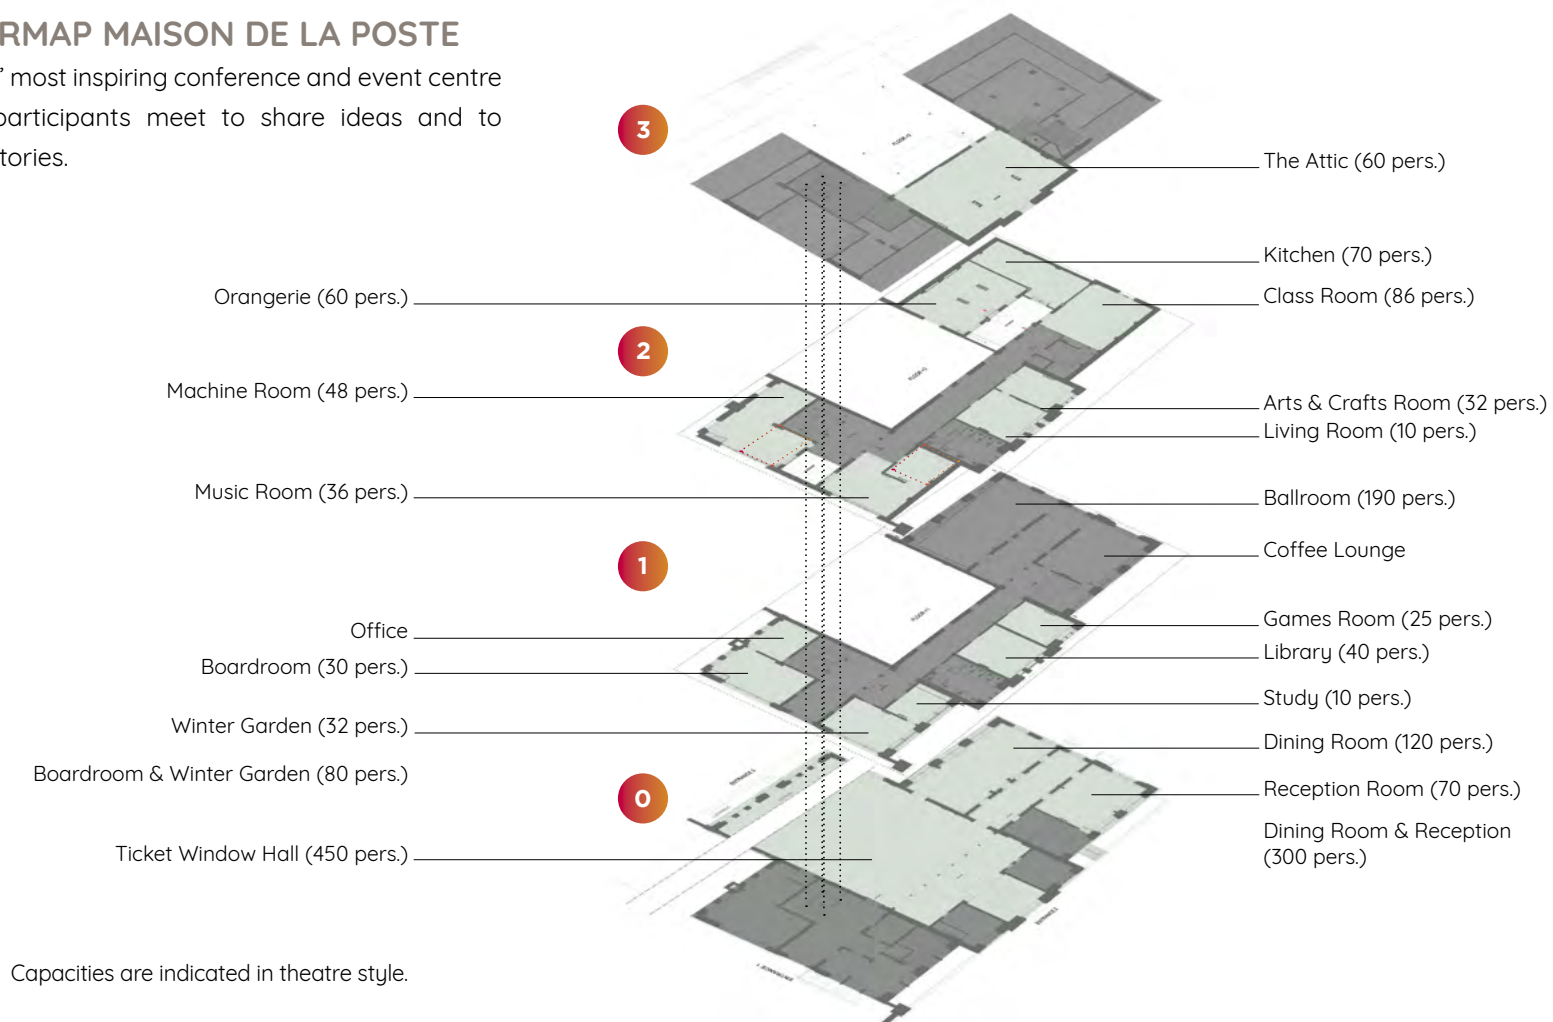 RMAP MAISON DE LA POSTE
' most inspiring conference and event centre
participants meet to share ideas and to
tories.
3
The Attic (60 pers.)
Kitchen (70 pers.)
Orangerie (60 pers.)
Class Room (86 pers.)
2
Machine Room (48 pers.)
Arts & Crafts Room (32 pers.)
Living Room (10 pers.)
Music Room (36 pers.)
Ballroom (190 pers.)
Coffee Lounge
1
Office
Games Room (25 pers.)
Boardroom (30 pers.)
Library (40 pers.)
Study (10 pers.)
Winter Garden (32 pers.)
Dining Room (120 pers.)
Boardroom & Winter Garden (80 pers.)
0
Reception Room (70 pers.)
Dining Room & Reception
(300 pers.)
Ticket Window Hall (450 pers.)
Capacities are indicated in theatre style.